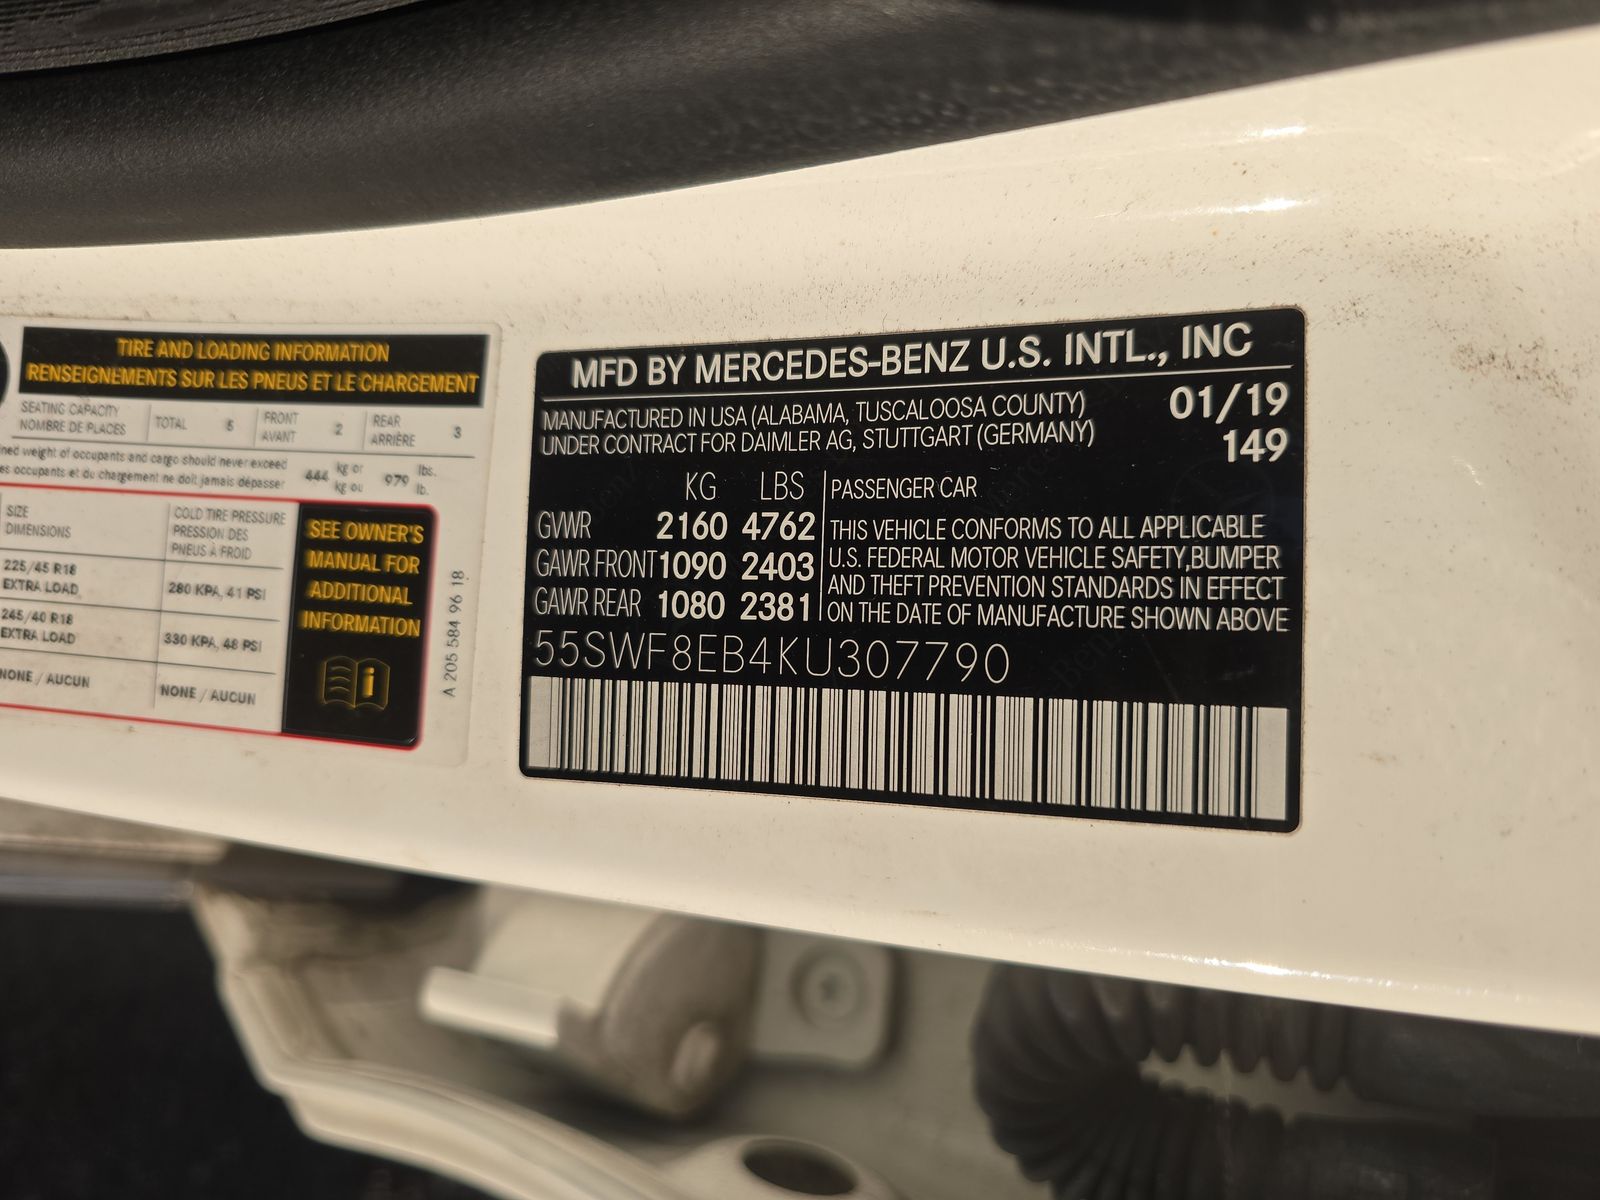 TIRE AND LOADING INFORMATION
RENSEIGNEMENTS SUR LES PNEUS ET LE CHARGEMENT
SEATING CAPACITY
NOMBRE DE PLACES
TOTAL 5
FRONT
AVANT
2
REAR
ARRIÈRE
3
ned weight of occupants and cargo should never exceed
es occupants et du chargement ne doit jamais dépasser
444 kg or
kg ou
979 lbs.
lb.
SIZE
DIMENSIONS
COLD TIRE PRESSURE
PRESSION DES
PNEUS À FROID
225/45 R18
EXTRA LOAD
280 KPA, 41 PSI
245/40 R18
EXTRA LOAD
330 KPA, 48 PSI
NONE / AUCUN
NONE / AUCUN
SEE OWNER'S
MANUAL FOR
ADDITIONAL
INFORMATION
A 205 584 96 18
MFD BY MERCEDES-BENZ U.S. INTL., INC
MANUFACTURED IN USA (ALABAMA, TUSCALOOSA COUNTY)
UNDER CONTRACT FOR DAIMLER AG, STUTTGART (GERMANY)
01/19
149
KG LBS
GVWR 2160 4762
GAWR FRONT 1090 2403
GAWR REAR 1080 2381
PASSENGER CAR
THIS VEHICLE CONFORMS TO ALL APPLICABLE
U.S. FEDERAL MOTOR VEHICLE SAFETY,BUMPER
AND THEFT PREVENTION STANDARDS IN EFFECT
ON THE DATE OF MANUFACTURE SHOWN ABOVE
55SWF8EB4KU307790